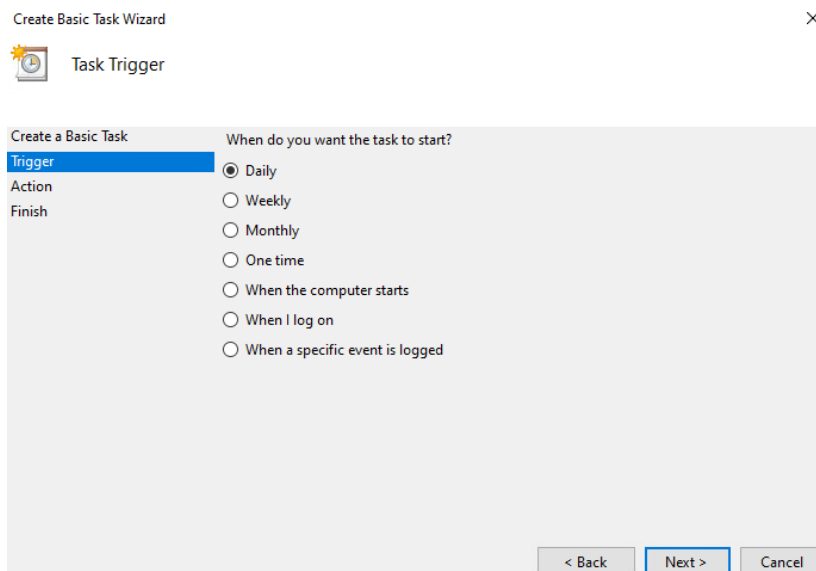 Create Basic Task Wizard
Task Trigger
Create a Basic Task
Trigger
Action
Finish
When do you want the task to start?
Daily
Weekly
Monthly
One time
When the computer starts
When I log on
When a specific event is logged
< Back
Next >
Cancel